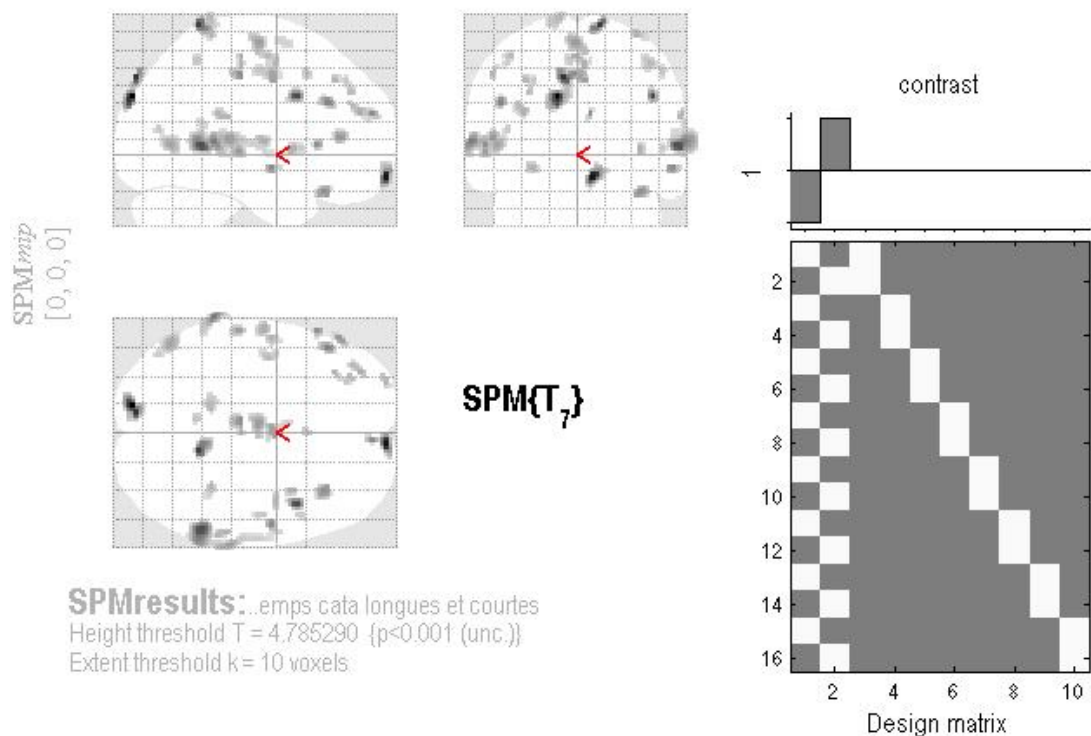 SPMmip
[0, 0, 0]
SPM{T7}
SPMresults: ..emps cata longues et courtes
Height threshold T = 4.785290 {p<0.001 (unc.)}
Extent threshold k = 10 voxels
contrast
1
2
4
6
8
10
12
14
16
2 4 6 8 10
Design matrix